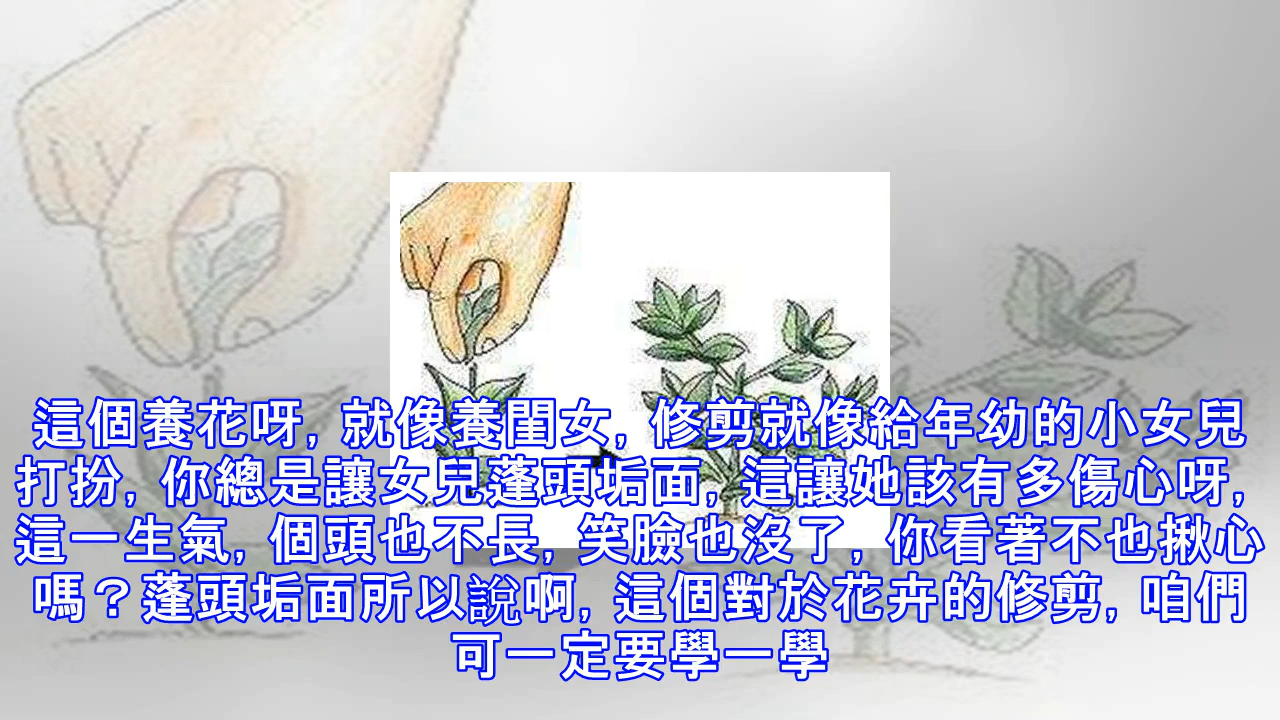 這個養花呀, 就像養閨女, 修剪就像給年幼的小女兒
打扮, 你總是讓女兒蓬頭垢面, 這讓她該有多傷心呀,
這一生氣, 個頭也不長, 笑臉也沒了, 你看著不也揪心
嗎？蓬頭垢面所以說啊, 這個對於花卉的修剪, 咱們
可一定要學一學